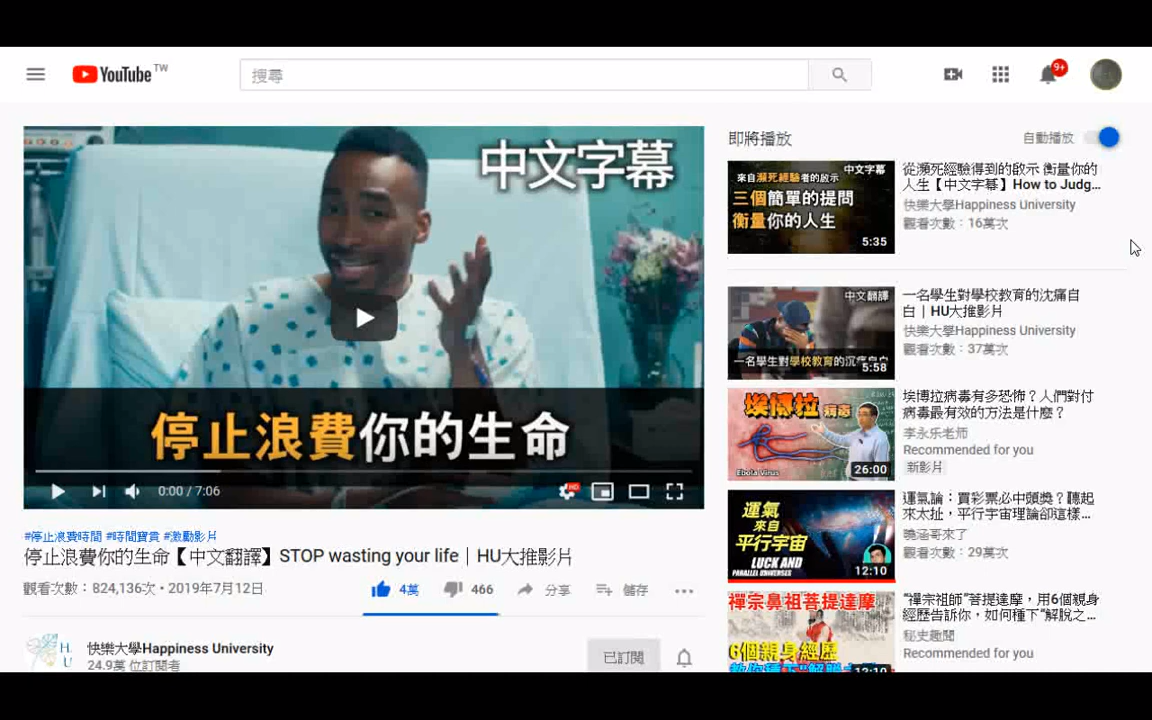 YouTube TW
搜尋
9+
中文字幕
停止浪費你的生命
0:00 / 7:06
HD
#停止浪費時間 #時間寶貴 #激勵影片
停止浪費你的生命【中文翻譯】STOP wasting your life｜HU大推影片
觀看次數：824,136次 • 2019年7月12日
4萬
466
分享
儲存
快樂大學Happiness University
24.9萬 位訂閱者
已訂閱
即將播放
自動播放
中文字幕
來自瀕死經驗者的啟示
三個簡單的提問
衡量你的人生
5:35
從瀕死經驗得到的啟示 衡量你的
人生【中文字幕】How to Judg...
快樂大學Happiness University
觀看次數：16萬次
中文翻譯
一名學生對學校教育的沉痛自白
5:58
一名學生對學校教育的沈痛自
白 | HU大推影片
快樂大學Happiness University
觀看次數：37萬次
埃博拉 病毒
Ebola Virus
26:00
埃博拉病毒有多恐怖？人們對付
病毒最有效的方法是什麼？
李永乐老师
Recommended for you
新影片
運氣
來自
平行宇宙
LUCK AND
PARALLEL UNIVERSES
12:10
運氣論：買彩票必中頭獎？聽起
來太扯，平行宇宙理論卻這樣...
曉涵哥來了
觀看次數：29萬次
禪宗鼻祖菩提達摩
6個親身經歷
12:10
“禪宗祖師”菩提達摩，用6個親身
經歷告訴你，如何種下“解脫之...
秘史趣聞
Recommended for you